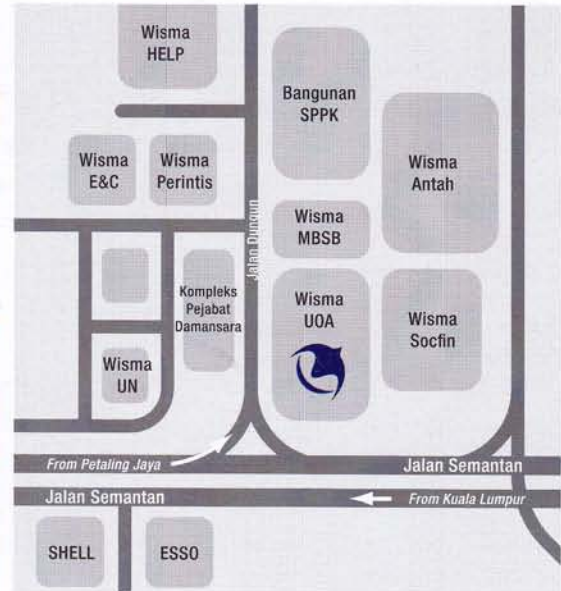 Wisma
HELP
Bangunan
SPPK
Wisma
E&C
Wisma
Perintis
Wisma
Antah
Wisma
MBSB
Jalan Dungun
Kompleks
Pejabat
Damansara
Wisma
UOA
Wisma
Socfin
Wisma
UN
From Petaling Jaya
Jalan Semantan
Jalan Semantan
From Kuala Lumpur
SHELL
ESSO